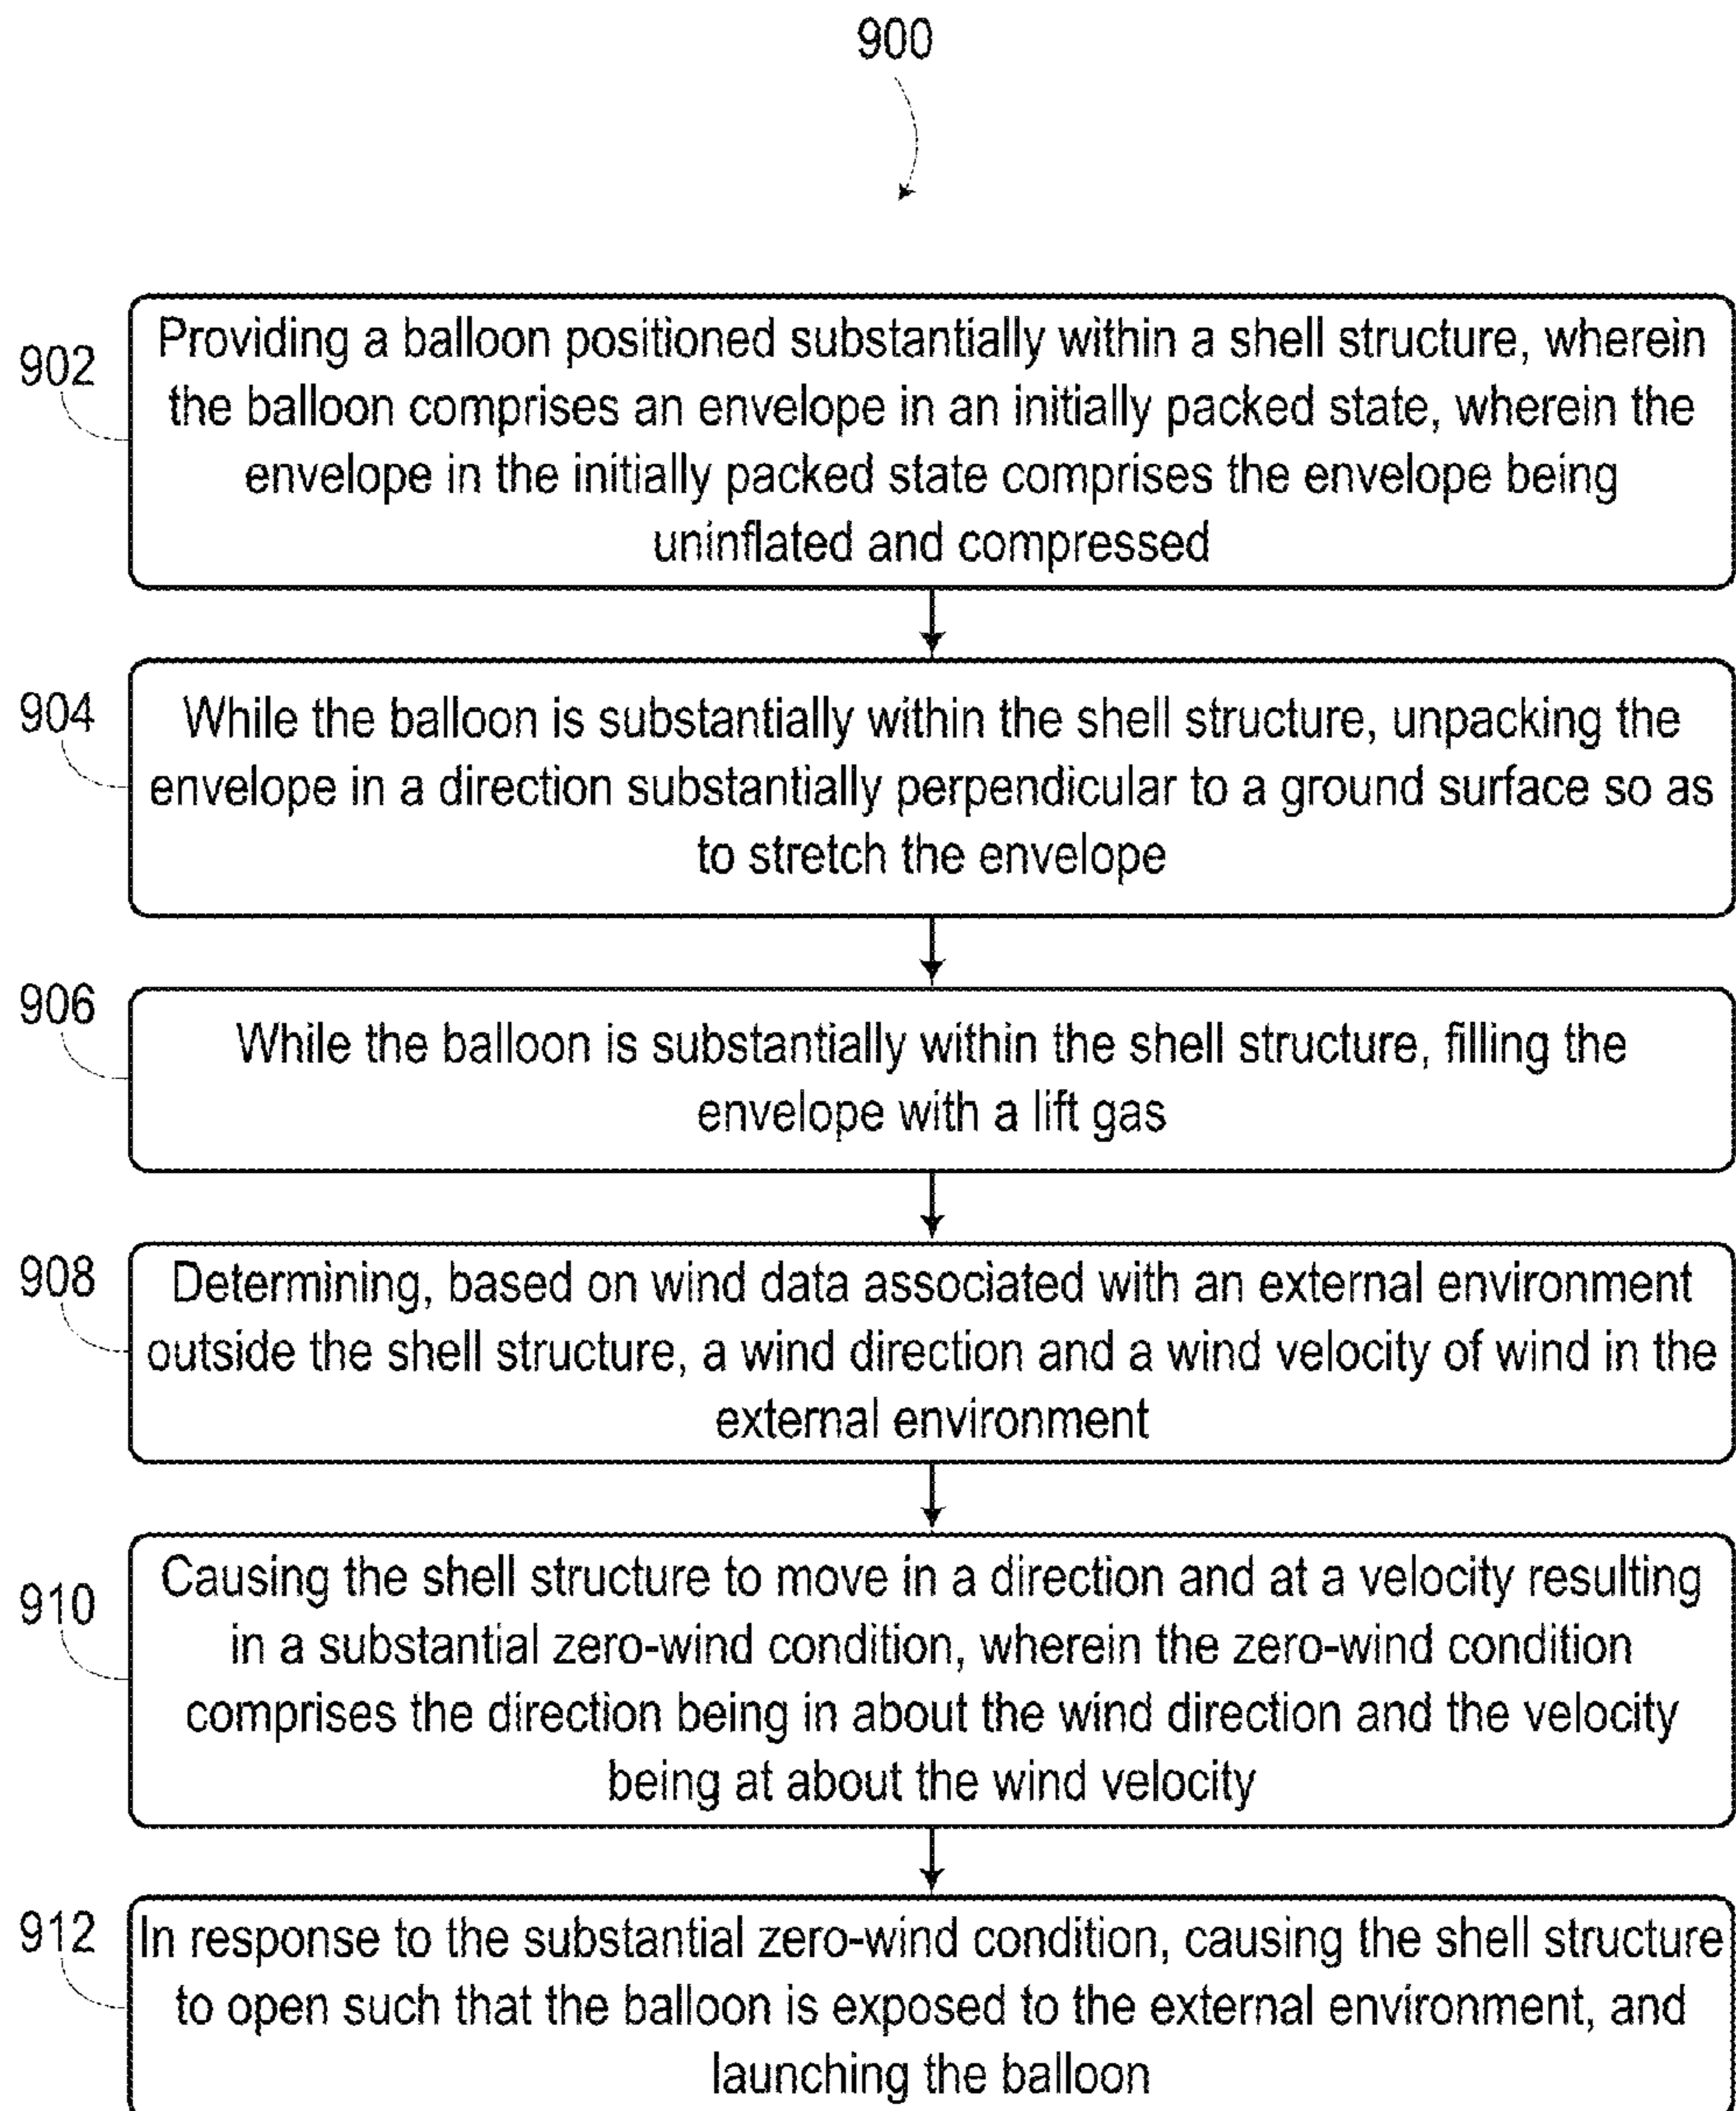 900
902
Providing a balloon positioned substantially within a shell structure, wherein
the balloon comprises an envelope in an initially packed state, wherein the
envelope in the initially packed state comprises the envelope being
uninflated and compressed
904
While the balloon is substantially within the shell structure, unpacking the
envelope in a direction substantially perpendicular to a ground surface so as
to stretch the envelope
906
While the balloon is substantially within the shell structure, filling the
envelope with a lift gas
908
Determining, based on wind data associated with an external environment
outside the shell structure, a wind direction and a wind velocity of wind in the
external environment
910
Causing the shell structure to move in a direction and at a velocity resulting
in a substantial zero-wind condition, wherein the zero-wind condition
comprises the direction being in about the wind direction and the velocity
being at about the wind velocity
912
In response to the substantial zero-wind condition, causing the shell structure
to open such that the balloon is exposed to the external environment, and
launching the balloon